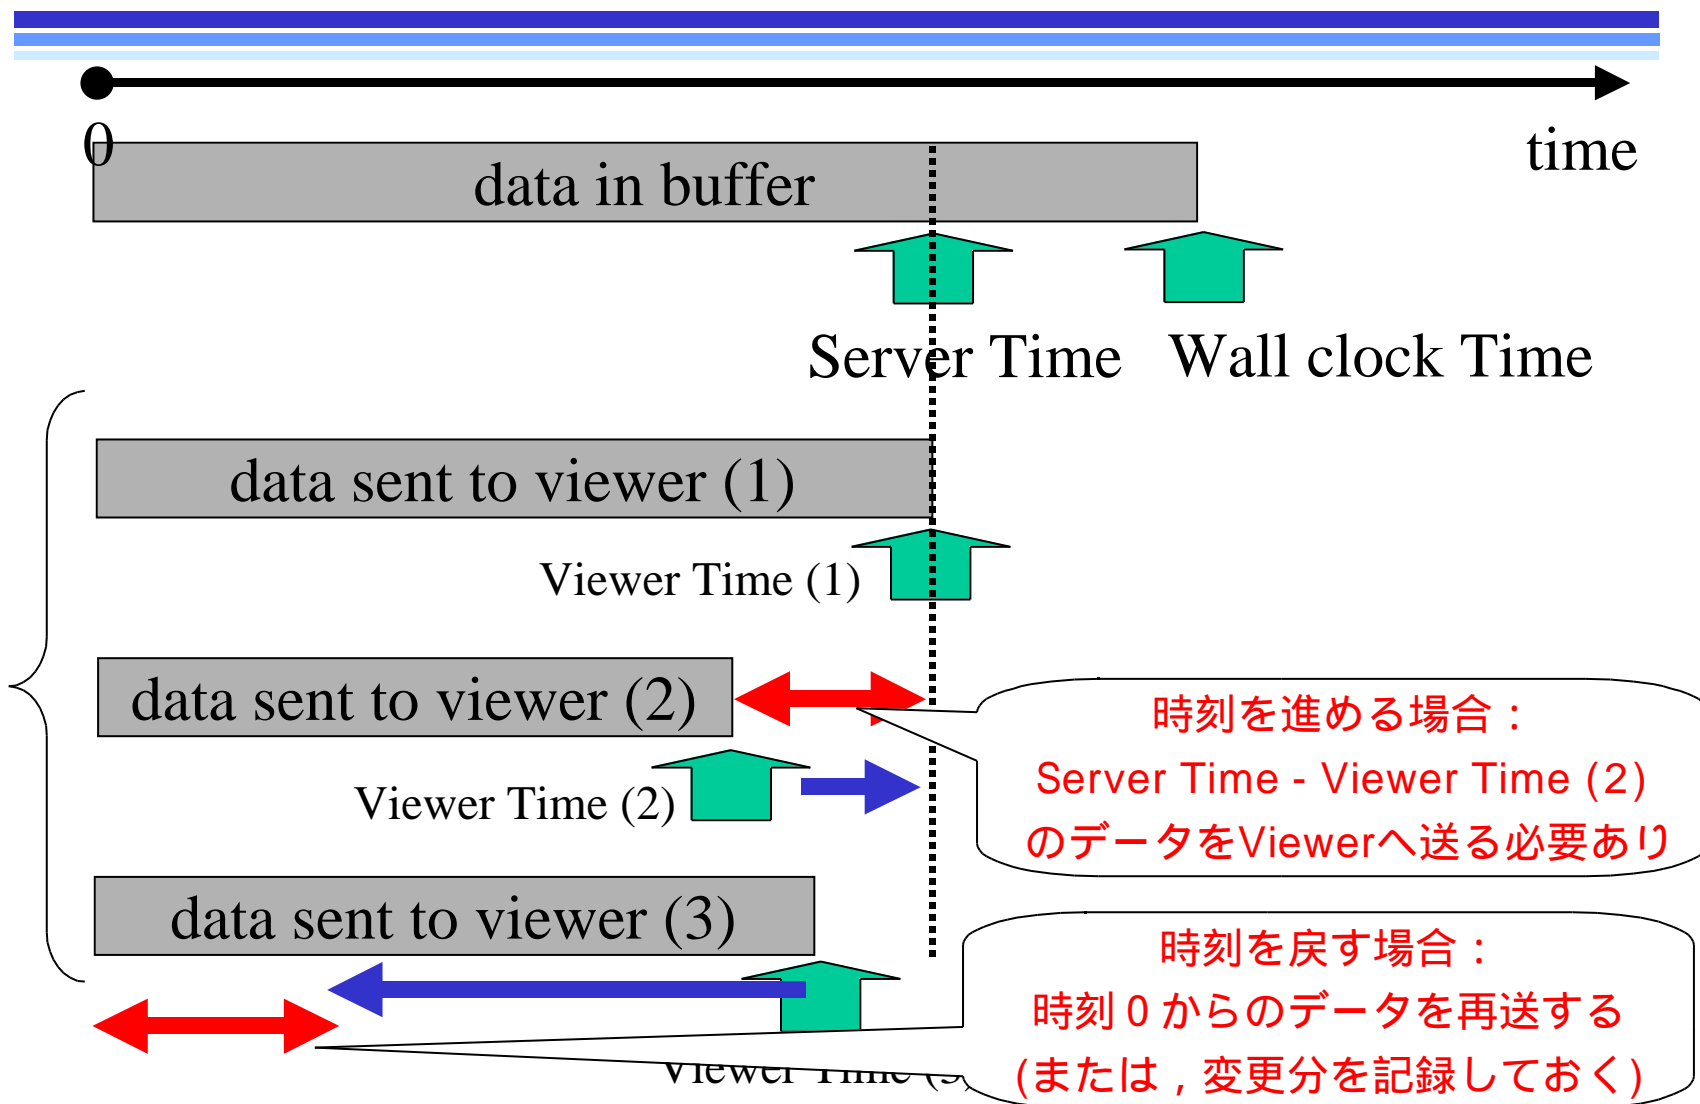 0
time
data in buffer
Server Time
Wall clock Time
data sent to viewer (1)
Viewer Time (1)
data sent to viewer (2)
時刻を進める場合：
Server Time - Viewer Time (2)
のデータをViewerへ送る必要あり
Viewer Time (2)
data sent to viewer (3)
時刻を戻す場合：
時刻０からのデータを再送する
(または，変更分を記録しておく)
Viewer Time (3)